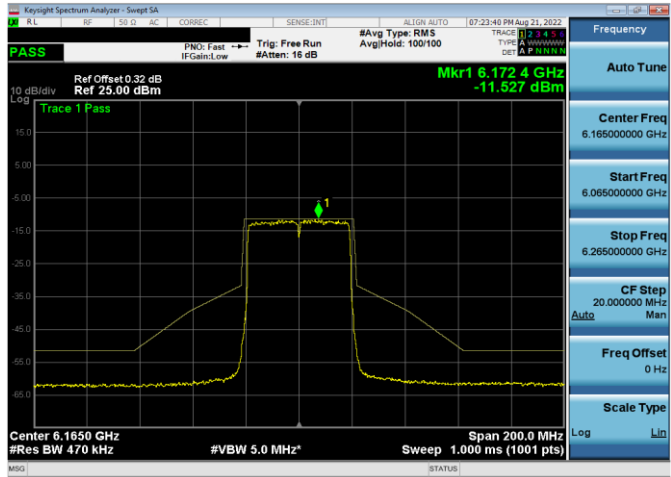 Keysight Spectrum Analyzer - Swept SA
RL RF 50 Ω AC CORREC SENSE:INT ALIGN AUTO 07:23:40 PM Aug 21, 2022
PASS
PNO: Fast
IFGain:Low
Trig: Free Run
#Atten: 16 dB
#Avg Type: RMS
Avg|Hold: 100/100
TRACE 1 2 3 4 5 6
TYPE A WWWWW
DET A P N N N N
Mkr1 6.172 4 GHz
-11.527 dBm
Ref Offset 0.32 dB
Ref 25.00 dBm
10 dB/div
Log
Trace 1 Pass
15.0
5.00
-5.00
-15.0
-25.0
-35.0
-45.0
-55.0
-65.0
1
Center 6.1650 GHz
#Res BW 470 kHz
#VBW 5.0 MHz*
Span 200.0 MHz
Sweep 1.000 ms (1001 pts)
MSG
STATUS
Frequency
Auto Tune
Center Freq
6.165000000 GHz
Start Freq
6.065000000 GHz
Stop Freq
6.265000000 GHz
CF Step
20.000000 MHz
Auto Man
Freq Offset
0 Hz
Scale Type
Log Lin